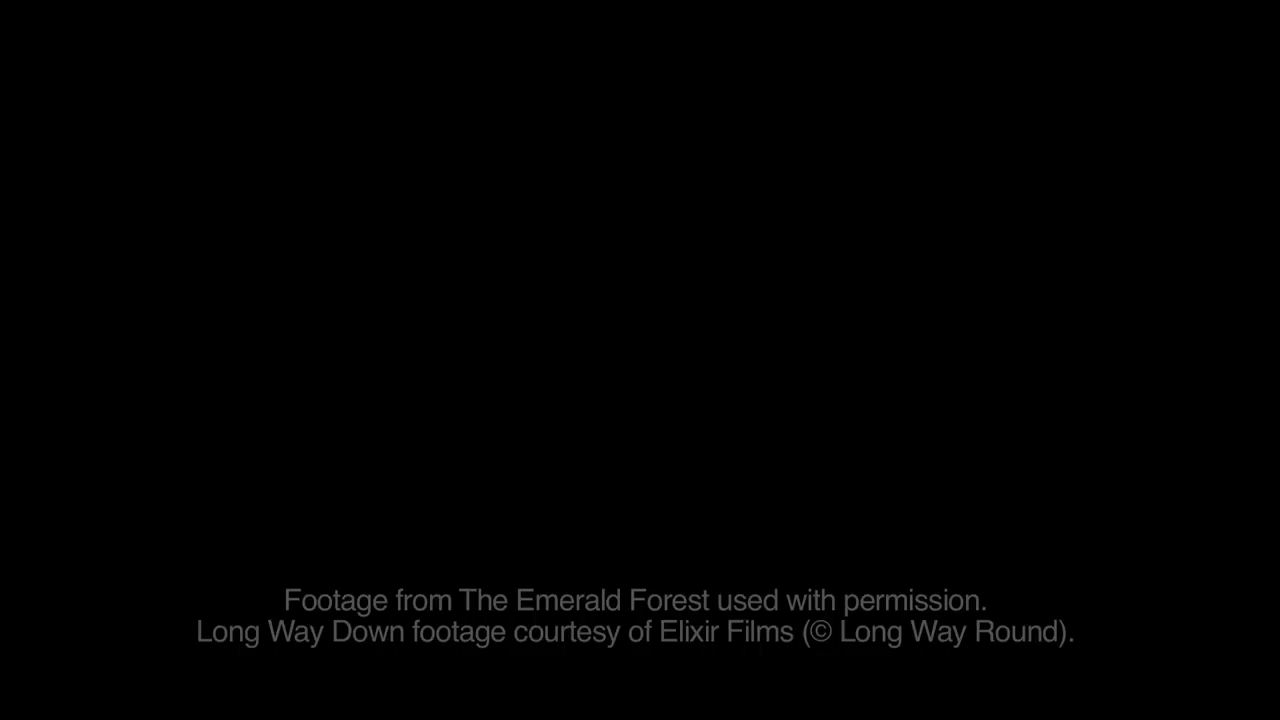 Footage from The Emerald Forest used with permission.
Long Way Down footage courtesy of Elixir Films (© Long Way Round).